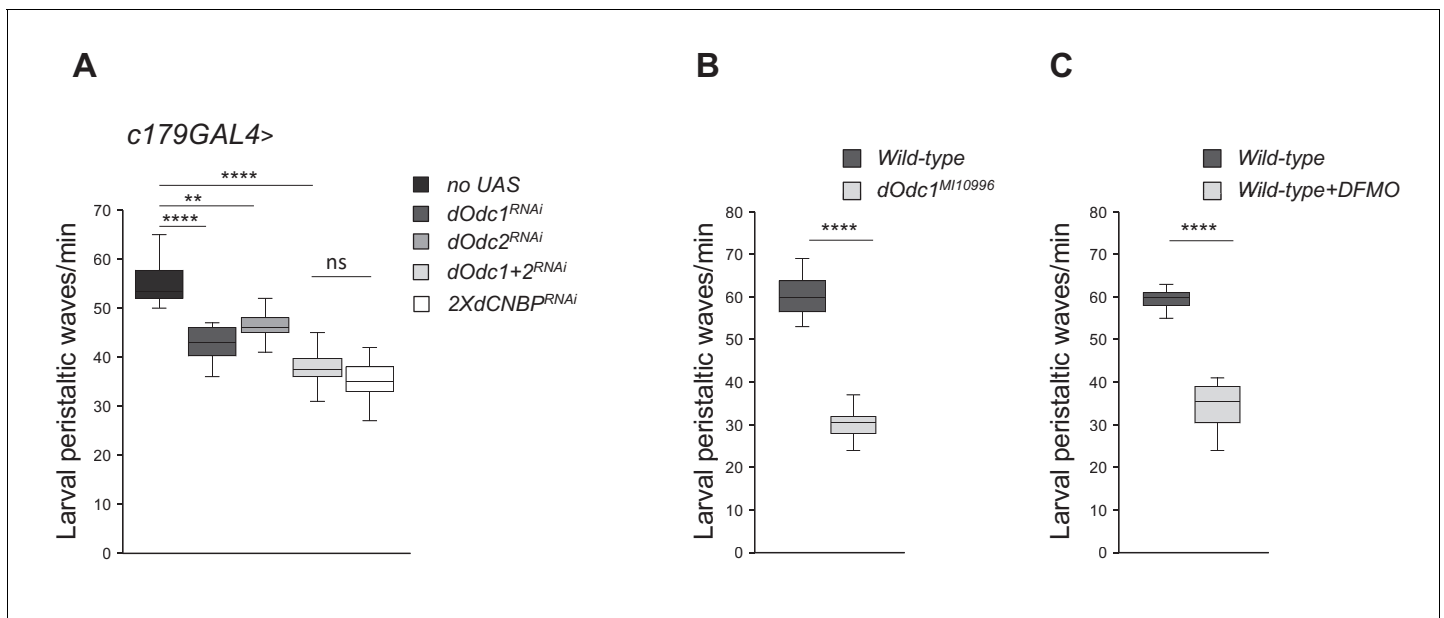 A
c179GAL4>
****
**
****
ns
no UAS
dOdc1RNAi
dOdc2RNAi
dOdc1+2RNAi
2XdCNBPRNAi
Larval peristaltic waves/min
70
60
50
40
30
20
10
0
B
Wild-type
dOdc1MI10996
****
Larval peristaltic waves/min
80
70
60
50
40
30
20
10
0
C
Wild-type
Wild-type+DFMO
****
Larval peristaltic waves/min
80
70
60
50
40
30
20
10
0